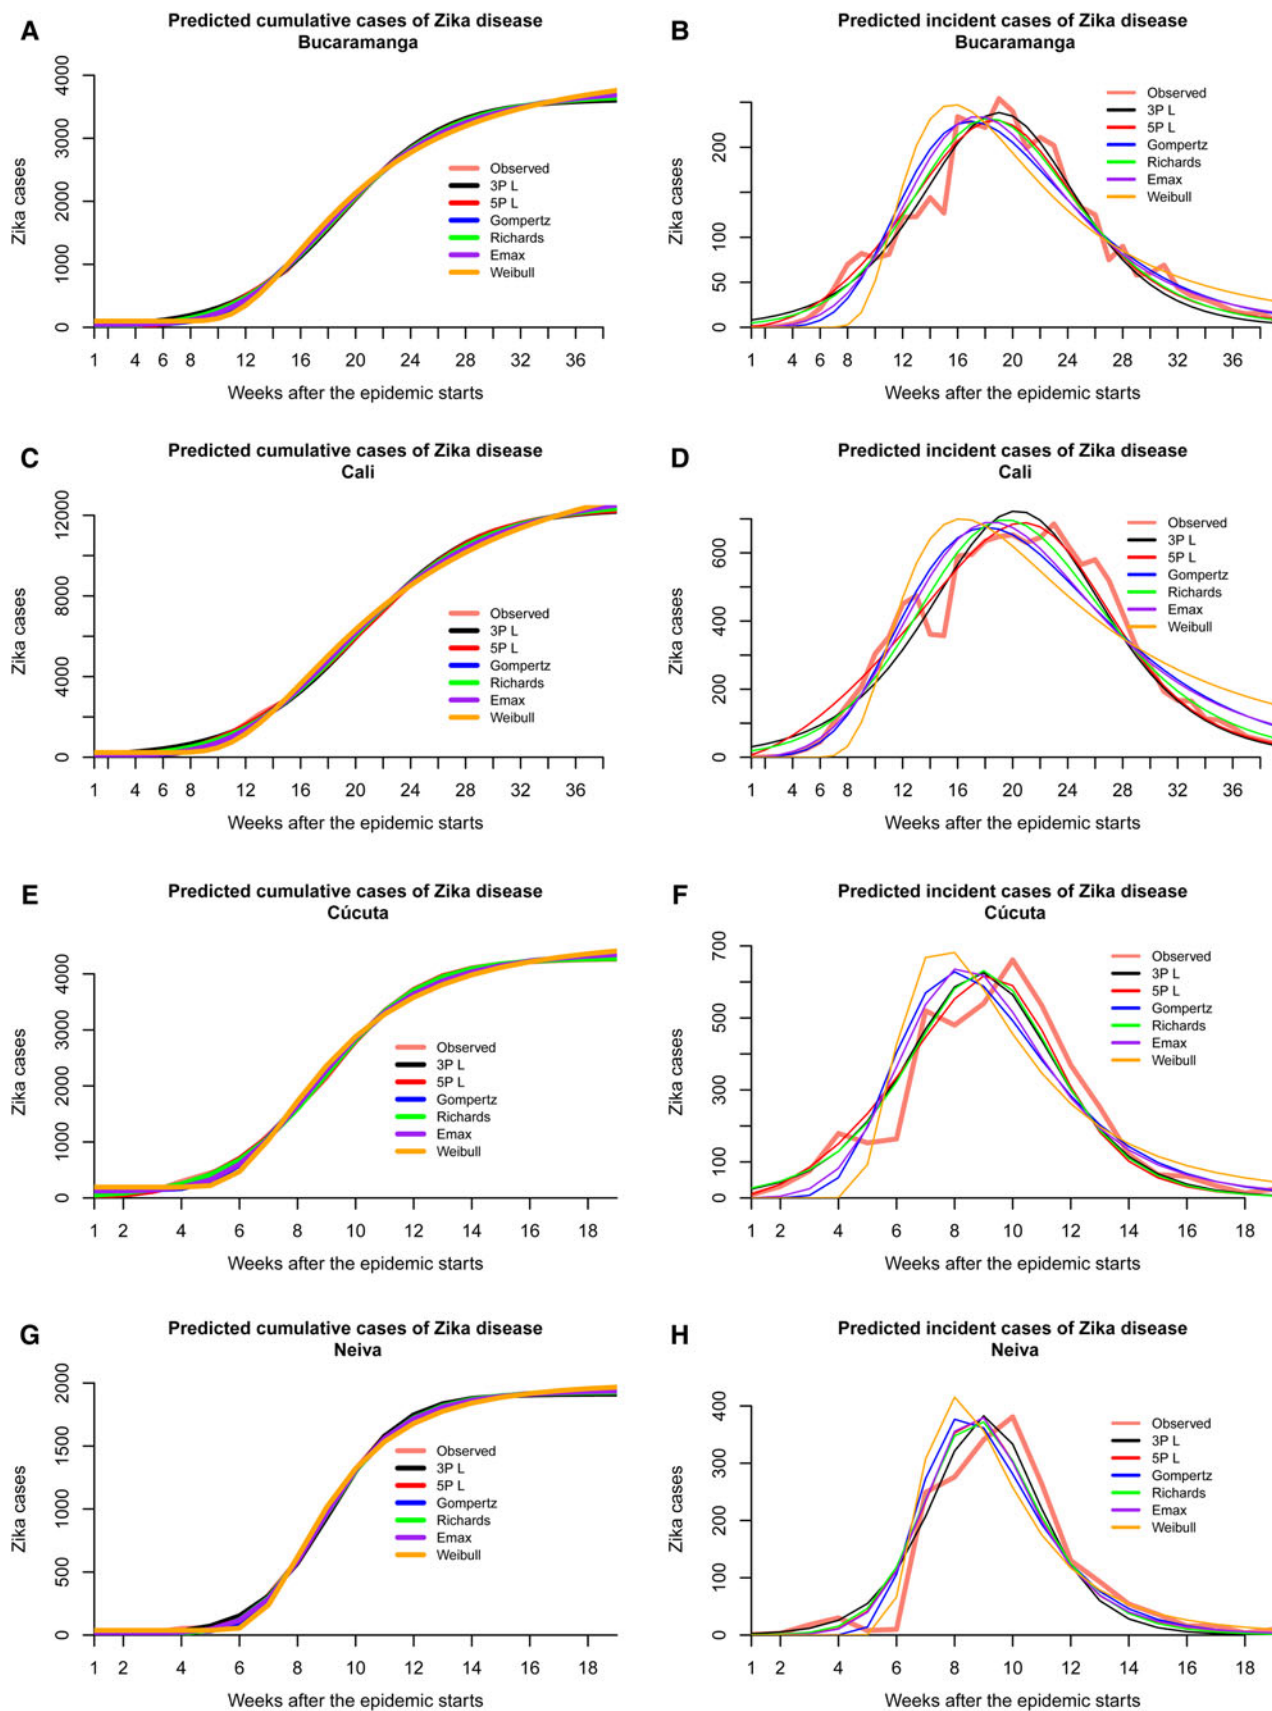 A
Predicted cumulative cases of Zika disease
Bucaramanga
Zika cases
0 1000 2000 3000 4000
Observed
3P L
5P L
Gompertz
Richards
Emax
Weibull
1 2 4 6 8 12 16 20 24 28 32 36
Weeks after the epidemic starts
B
Predicted incident cases of Zika disease
Bucaramanga
Zika cases
0 50 100 200
Observed
3P L
5P L
Gompertz
Richards
Emax
Weibull
1 2 4 6 8 12 16 20 24 28 32 36
Weeks after the epidemic starts
C
Predicted cumulative cases of Zika disease
Cali
Zika cases
0 4000 8000 12000
Observed
3P L
5P L
Gompertz
Richards
Emax
Weibull
1 4 6 8 12 16 20 24 28 32 36
Weeks after the epidemic starts
D
Predicted incident cases of Zika disease
Cali
Zika cases
0 200 400 600
Observed
3P L
5P L
Gompertz
Richards
Emax
Weibull
1 4 6 8 12 16 20 24 28 32 36
Weeks after the epidemic starts
E
Predicted cumulative cases of Zika disease
Cúcuta
Zika cases
0 1000 2000 3000 4000
Observed
3P L
5P L
Gompertz
Richards
Emax
Weibull
1 2 4 6 8 10 12 14 16 18
Weeks after the epidemic starts
F
Predicted incident cases of Zika disease
Cúcuta
Zika cases
0 100 300 500 700
Observed
3P L
5P L
Gompertz
Richards
Emax
Weibull
1 2 4 6 8 10 12 14 16 18
Weeks after the epidemic starts
G
Predicted cumulative cases of Zika disease
Neiva
Zika cases
0 500 1000 1500 2000
Observed
3P L
5P L
Gompertz
Richards
Emax
Weibull
1 2 4 6 8 10 12 14 16 18
Weeks after the epidemic starts
H
Predicted incident cases of Zika disease
Neiva
Zika cases
0 100 200 300 400
Observed
3P L
5P L
Gompertz
Richards
Emax
Weibull
1 2 4 6 8 10 12 14 16 18
Weeks after the epidemic starts